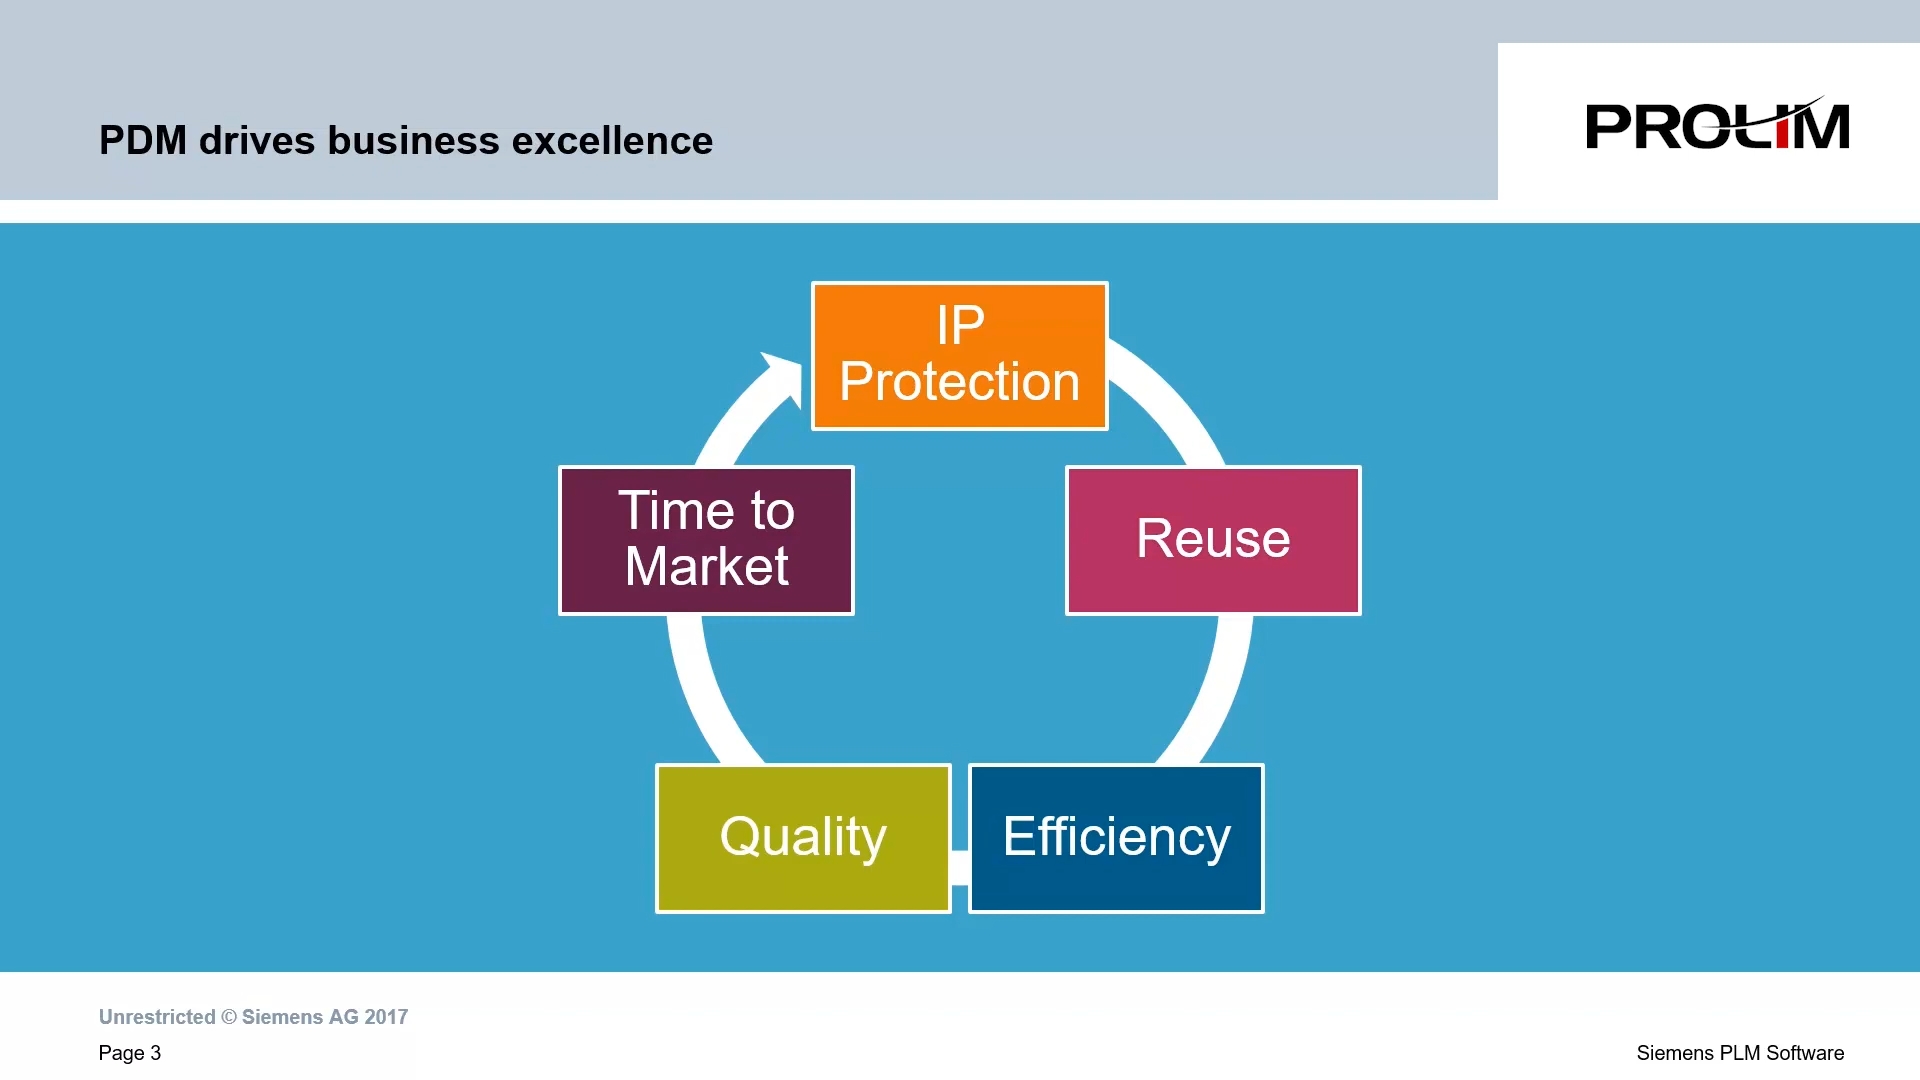 PDM drives business excellence
PROLIM
IP
Protection
Time to
Market
Reuse
Quality
Efficiency
Unrestricted © Siemens AG 2017
Page 3
Siemens PLM Software